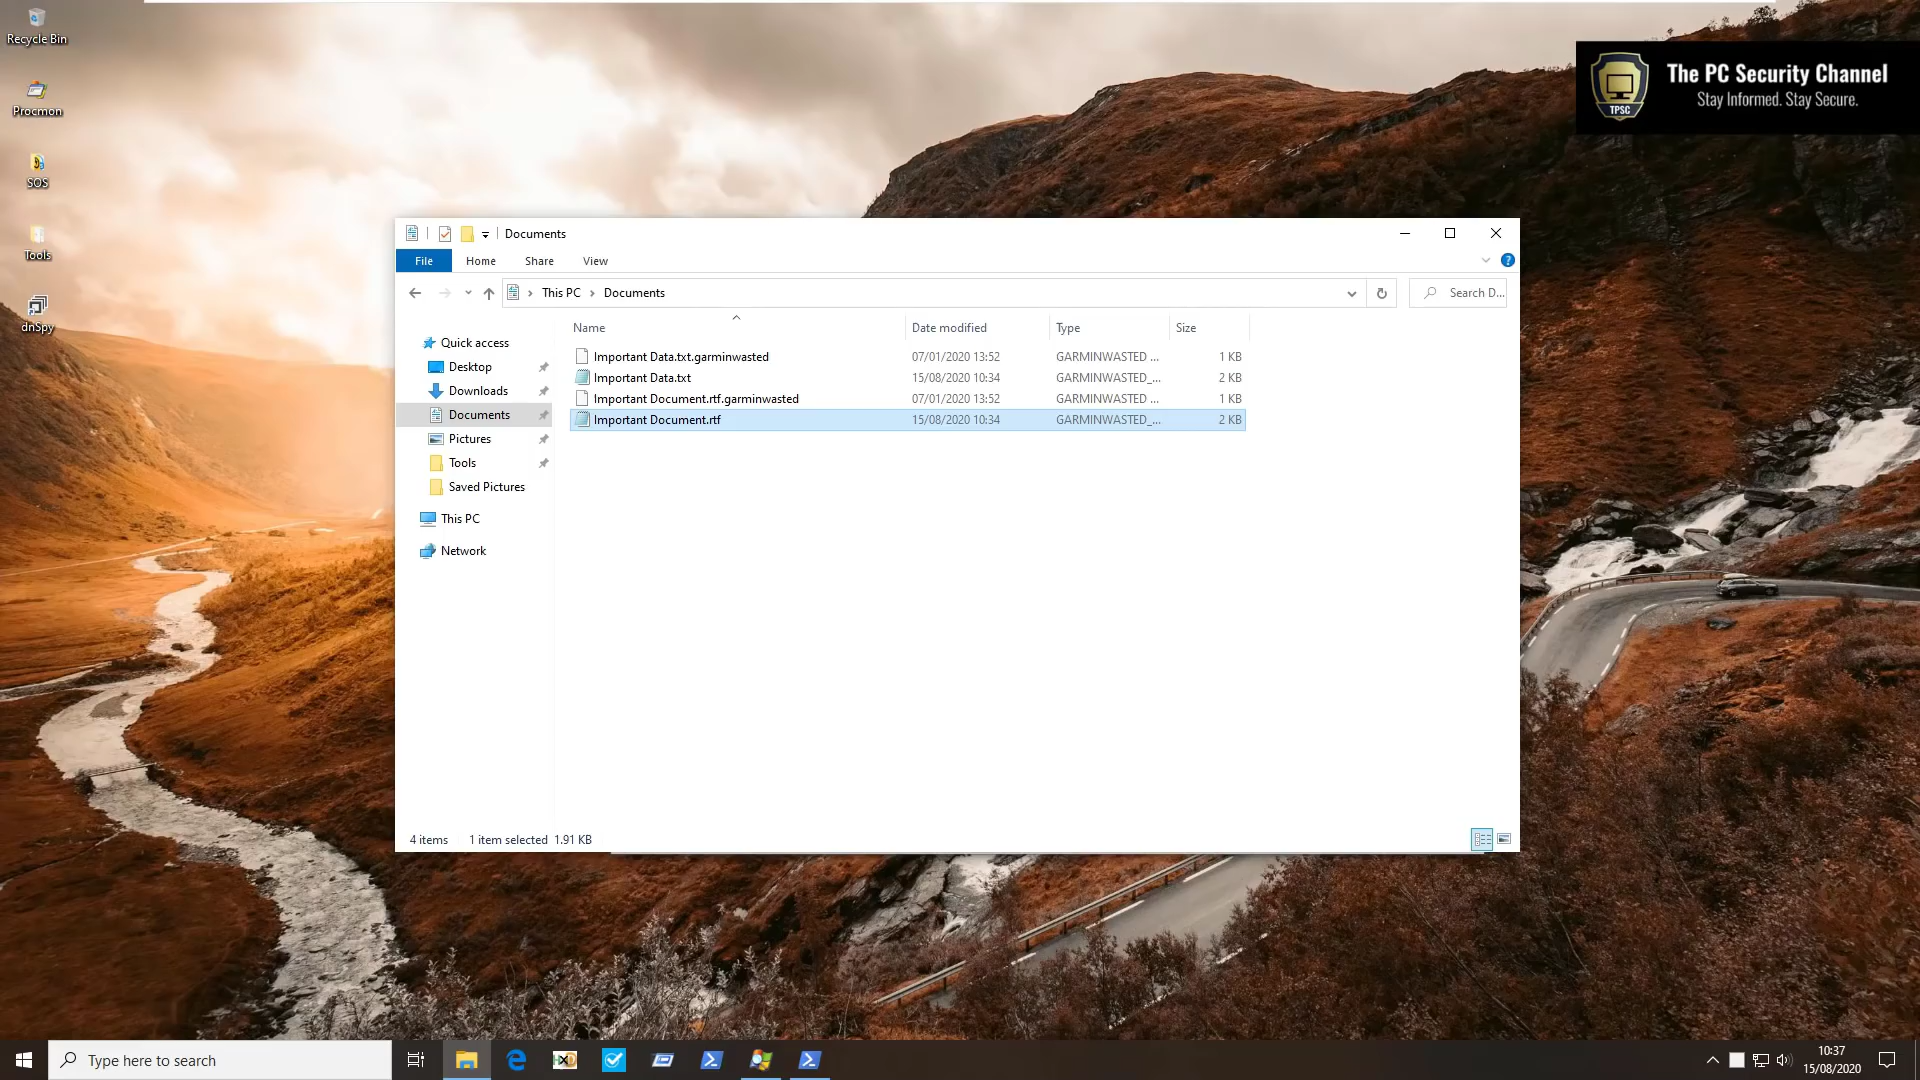 Recycle Bin
Procmon
SOS
Tools
dnSpy
The PC Security Channel
Stay Informed. Stay Secure.
TPSC
Documents
File Home Share View
This PC Documents
Search D...
Quick access
Desktop
Downloads
Documents
Pictures
Tools
Saved Pictures
This PC
Network
Name Date modified Type Size
Important Data.txt.garminwasted 07/01/2020 13:52 GARMINWASTED ... 1 KB
Important Data.txt 15/08/2020 10:34 GARMINWASTED_... 2 KB
Important Document.rtf.garminwasted 07/01/2020 13:52 GARMINWASTED ... 1 KB
Important Document.rtf 15/08/2020 10:34 GARMINWASTED_... 2 KB
4 items 1 item selected 1.91 KB
Type here to search
10:37
15/08/2020